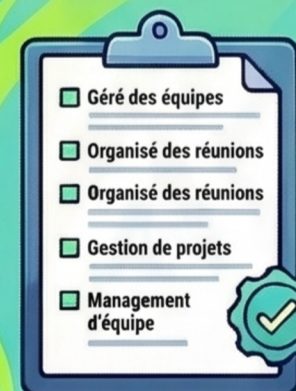 Géré des équipes
Organisé des réunions
Organisé des réunions
Gestion de projets
Management
d'équipe